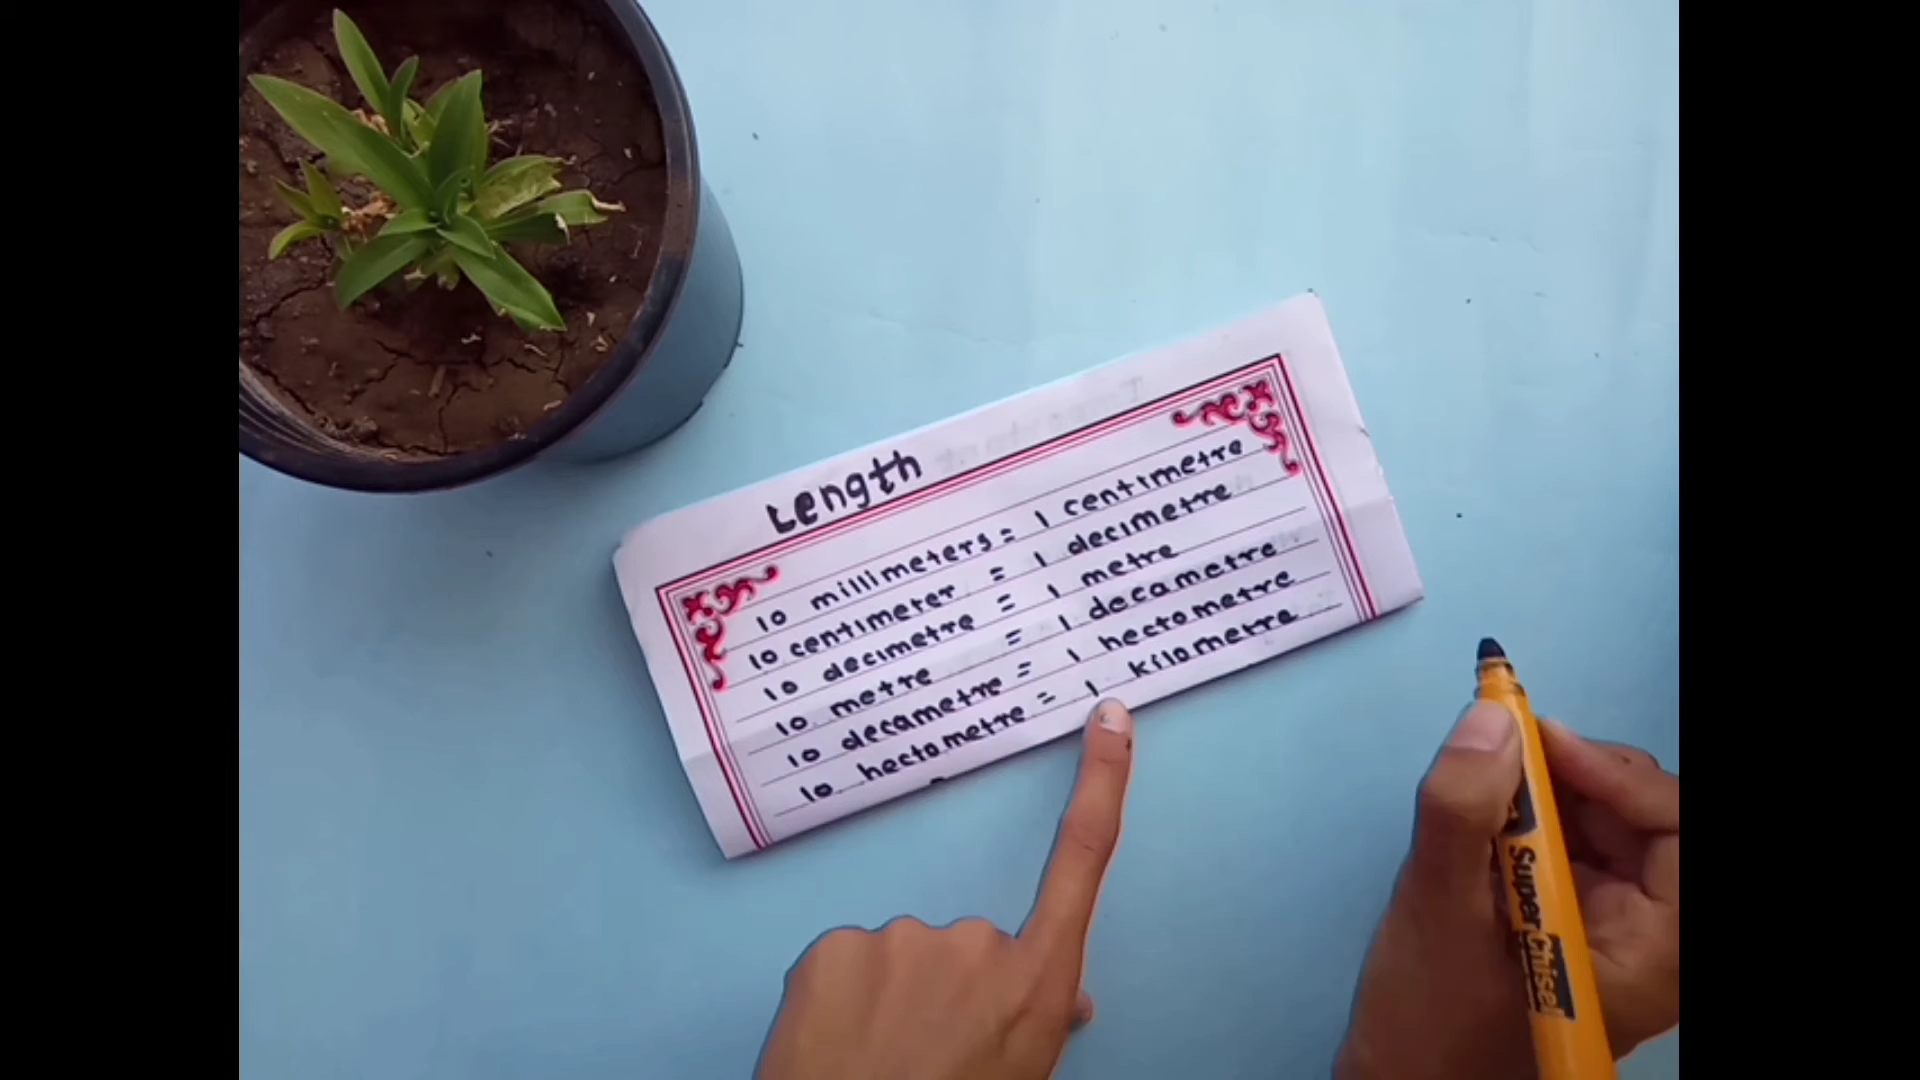 Length
10 millimeters = 1 centimetre
10 centimeter = 1 decimetre
10 decimetre = 1 metre
10 metre = 1 decametre
10 decametre = 1 hectometre
10 hectometre = 1 kilometre
Super Chisel